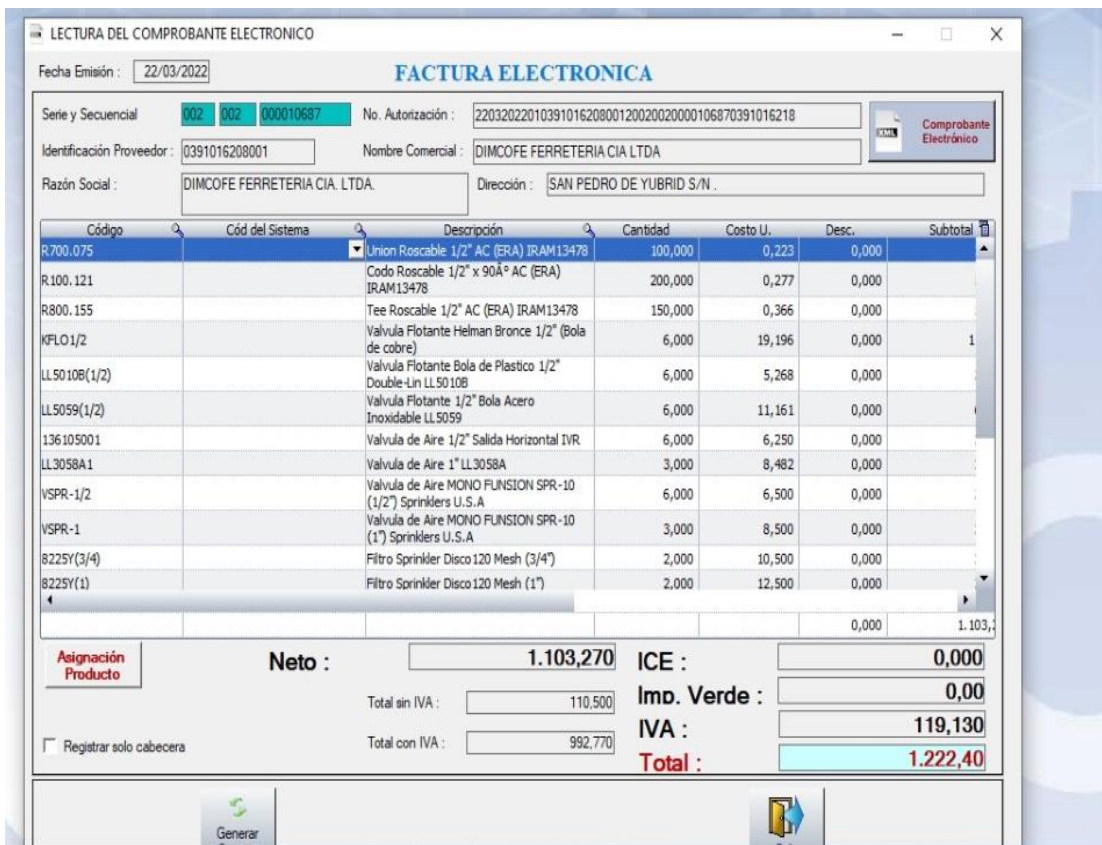 LECTURA DEL COMPROBANTE ELECTRONICO
Fecha Emisión : 22/03/2022
FACTURA ELECTRONICA
Serie y Secuencial 002 002 000010687 No. Autorización : 2203202201039101620800120020020000106870391016218
XML Comprobante Electrónico
Identificación Proveedor : 0391016208001 Nombre Comercial : DIMCOFE FERRETERIA CIA LTDA
Razón Social : DIMCOFE FERRETERIA CIA. LTDA. Dirección : SAN PEDRO DE YUBRID S/N .
Código Cód del Sistema Descripción Cantidad Costo U. Desc. Subtotal
R700.075 Union Roscable 1/2" AC (ERA) IRAM13478 100,000 0,223 0,000
R100.121 Codo Roscable 1/2" x 90Âº AC (ERA) IRAM13478 200,000 0,277 0,000
R800.155 Tee Roscable 1/2" AC (ERA) IRAM13478 150,000 0,366 0,000
KFLO1/2 Valvula Flotante Helman Bronce 1/2" (Bola de cobre) 6,000 19,196 0,000 1
LL5010B(1/2) Valvula Flotante Bola de Plastico 1/2" Double-Lin LL5010B 6,000 5,268 0,000
LL5059(1/2) Valvula Flotante 1/2" Bola Acero Inoxidable LL5059 6,000 11,161 0,000
136105001 Valvula de Aire 1/2" Salida Horizontal IVR 6,000 6,250 0,000
LL3058A1 Valvula de Aire 1" LL3058A 3,000 8,482 0,000
VSPR-1/2 Valvula de Aire MONO FUNSION SPR-10 (1/2") Sprinklers U.S.A 6,000 6,500 0,000
VSPR-1 Valvula de Aire MONO FUNSION SPR-10 (1") Sprinklers U.S.A 3,000 8,500 0,000
8225Y(3/4) Filtro Sprinkler Disco120 Mesh (3/4") 2,000 10,500 0,000
8225Y(1) Filtro Sprinkler Disco120 Mesh (1") 2,000 12,500 0,000
0,000 1.103,
Asignación Producto
Neto : 1.103,270 ICE : 0,000
Total sin IVA : 110,500 Imp. Verde : 0,00
Total con IVA : 992,770 IVA : 119,130
Registrar solo cabecera
Total : 1.222,40
Generar